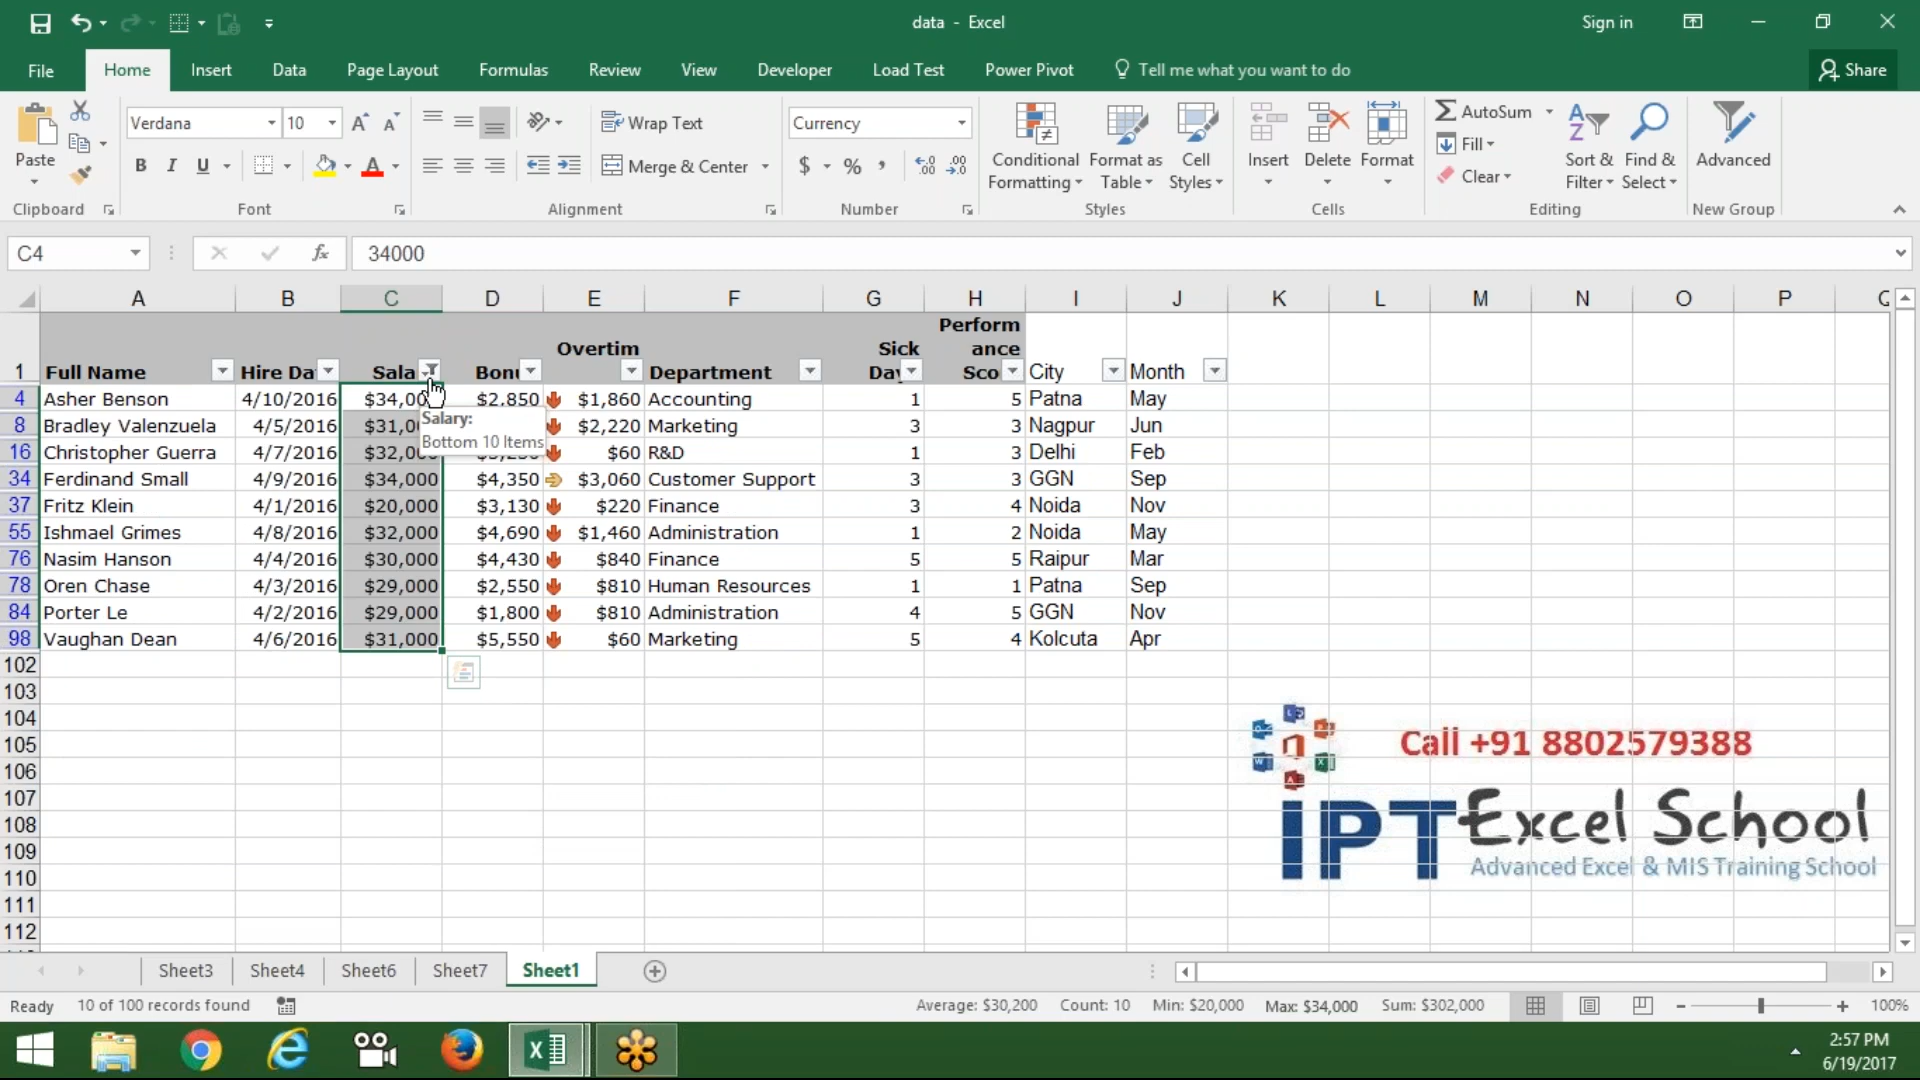 data - Excel
Sign in
File Home Insert Data Page Layout Formulas Review View Developer Load Test Power Pivot Tell me what you want to do Share
Verdana 10 Wrap Text Currency AutoSum
Fill
Paste B I U Merge & Center $ % Conditional Formatting Format as Table Cell Styles Insert Delete Format Clear Sort & Filter Find & Select Advanced
Clipboard Font Alignment Number Styles Cells Editing New Group
C4 fx 34000
A B C D E F G H I J K L M N O P
1 Full Name Hire Da Sala Bonu Overtim Department Sick Day Perform ance Sco City Month
4 Asher Benson 4/10/2016 $34,00 $2,850 $1,860 Accounting 1 5 Patna May
Salary:
Bottom 10 Items
8 Bradley Valenzuela 4/5/2016 $31,0 $2,220 Marketing 3 3 Nagpur Jun
16 Christopher Guerra 4/7/2016 $32,00 $60 R&D 1 3 Delhi Feb
34 Ferdinand Small 4/9/2016 $34,000 $4,350 $3,060 Customer Support 3 3 GGN Sep
37 Fritz Klein 4/1/2016 $20,000 $3,130 $220 Finance 3 4 Noida Nov
55 Ishmael Grimes 4/8/2016 $32,000 $4,690 $1,460 Administration 1 2 Noida May
76 Nasim Hanson 4/4/2016 $30,000 $4,430 $840 Finance 5 5 Raipur Mar
78 Oren Chase 4/3/2016 $29,000 $2,550 $810 Human Resources 1 1 Patna Sep
84 Porter Le 4/2/2016 $29,000 $1,800 $810 Administration 4 5 GGN Nov
98 Vaughan Dean 4/6/2016 $31,000 $5,550 $60 Marketing 5 4 Kolcuta Apr
102
103
104
105
106
107
108
109
110
111
112
Call +91 8802579388
IPT Excel School
Advanced Excel & MIS Training School
Sheet3 Sheet4 Sheet6 Sheet7 Sheet1
Ready 10 of 100 records found Average: $30,200 Count: 10 Min: $20,000 Max: $34,000 Sum: $302,000 100%
2:57 PM
6/19/2017